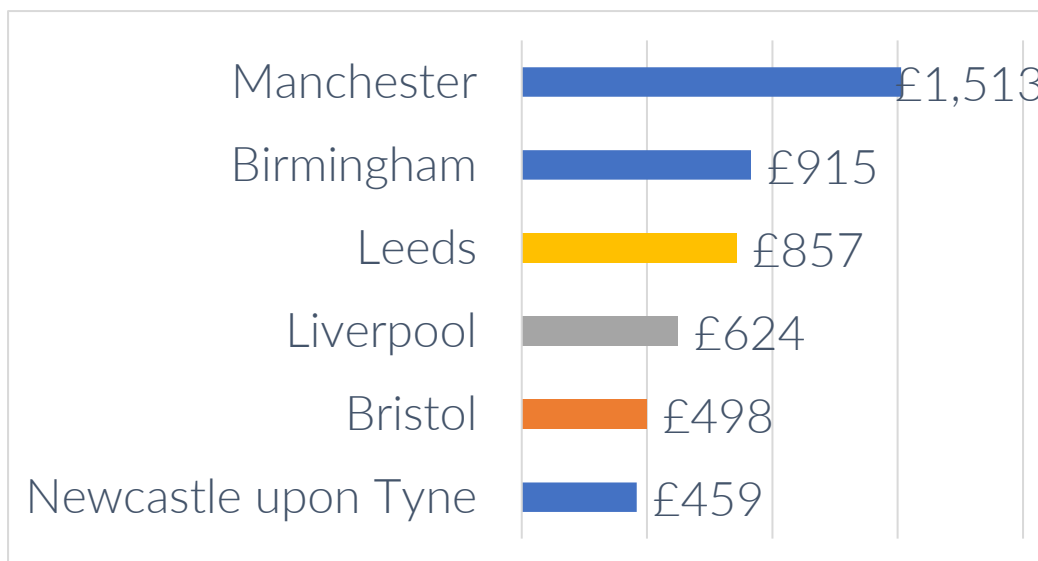 Manchester £1,513
Birmingham £915
Leeds £857
Liverpool £624
Bristol £498
Newcastle upon Tyne £459